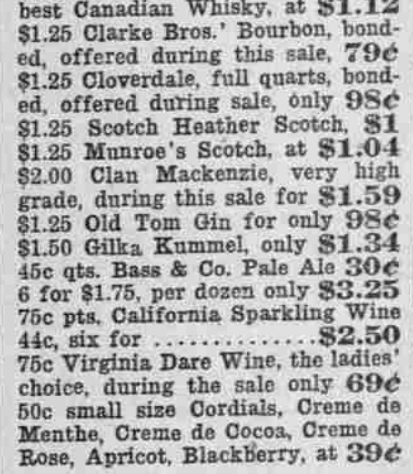 best Canadian Whisky, at $1.12
$1.25 Clarke Bros.' Bourbon, bond-
ed, offered during this sale, 79¢
$1.25 Cloverdale, full quarts, bond-
ed, offered during sale, only 98¢
$1.25 Scotch Heather Scotch, $1
$1.25 Munroe's Scotch, at $1.04
$2.00 Clan Mackenzie, very high
grade, during this sale for $1.59
$1.25 Old Tom Gin for only 98¢
$1.50 Gilka Kummel, only $1.34
45c qts. Bass & Co. Pale Ale 30¢
6 for $1.75, per dozen only $3.25
75c pts. California Sparkling Wine
44c, six for ..............$2.50
75c Virginia Dare Wine, the ladies'
choice, during the sale only 69¢
50c small size Cordials, Creme de
Menthe, Creme de Cocoa, Creme de
Rose, Apricot, Blackberry, at 39¢